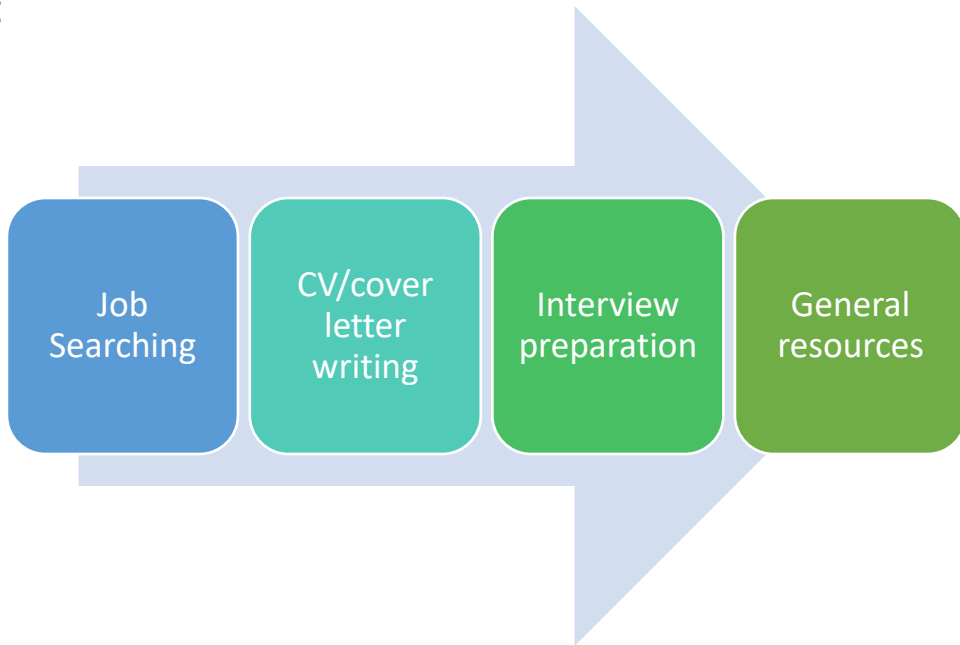 Job
Searching
CV/cover
letter
writing
Interview
preparation
General
resources